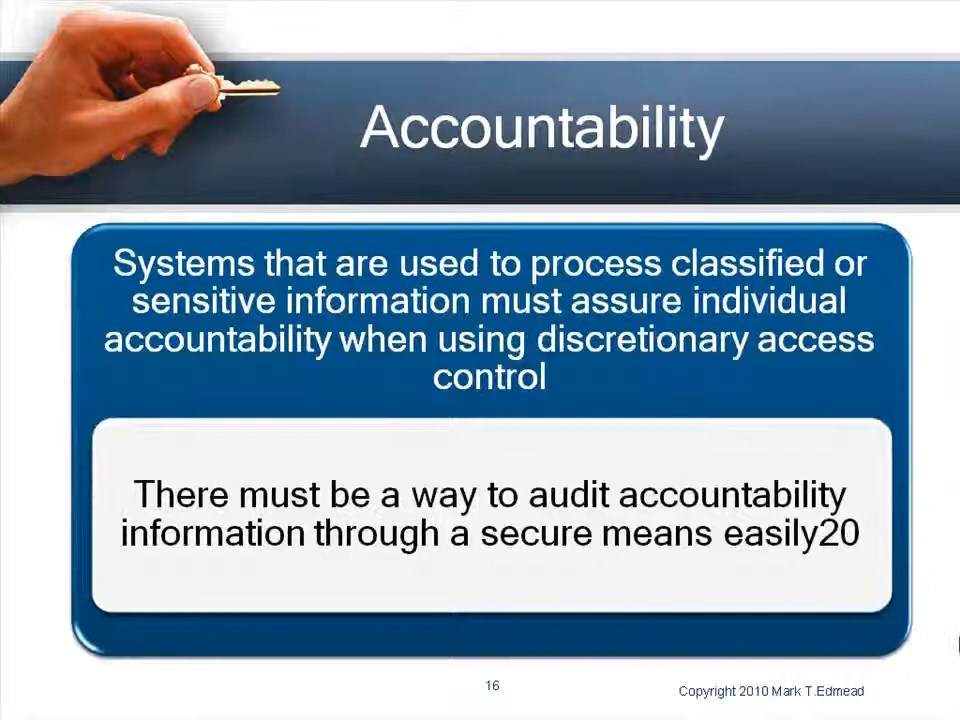 Accountability
Systems that are used to process classified or
sensitive information must assure individual
accountability when using discretionary access
control
There must be a way to audit accountability
information through a secure means easily20
16
Copyright 2010 Mark T.Edmead